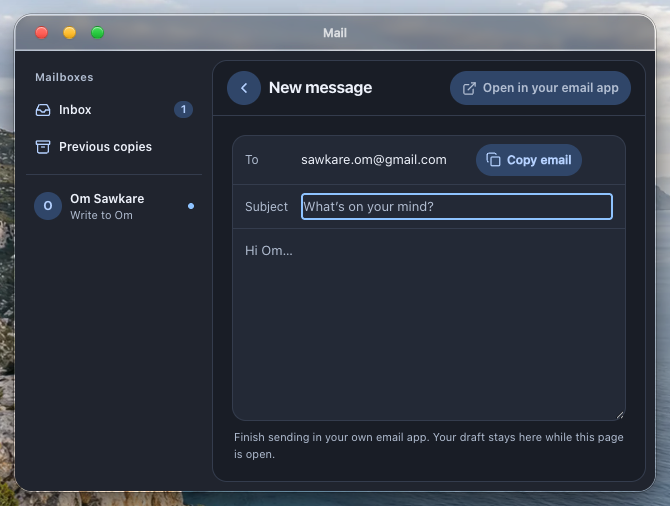 Mail
Mailboxes
Inbox
1
Previous copies
O
Om Sawkare
Write to Om
New message
Open in your email app
To
sawkare.om@gmail.com
Copy email
Subject
What's on your mind?
Hi Om...
Finish sending in your own email app. Your draft stays here while this page
is open.